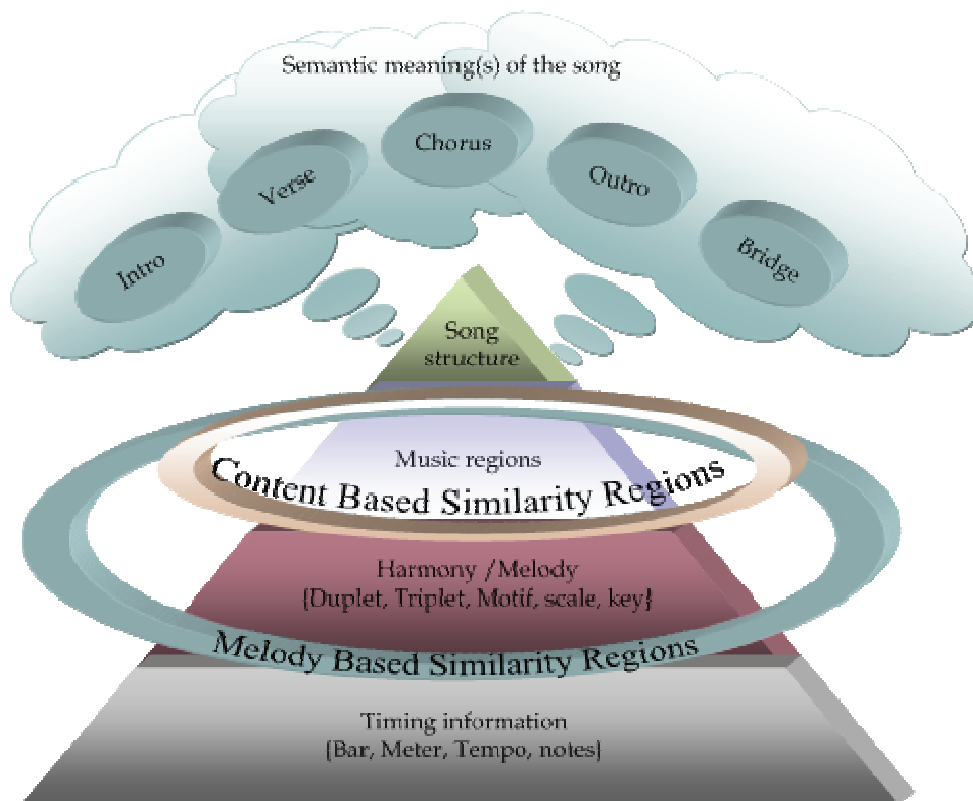 Semantic meaning(s) of the song
Intro
Verse
Chorus
Outro
Bridge
Song
structure
Music regions
Content Based Similarity Regions
Harmony /Melody
{Duplet, Triplet, Motif, scale, key}
Melody Based Similarity Regions
Timing information
{Bar, Meter, Tempo, notes}